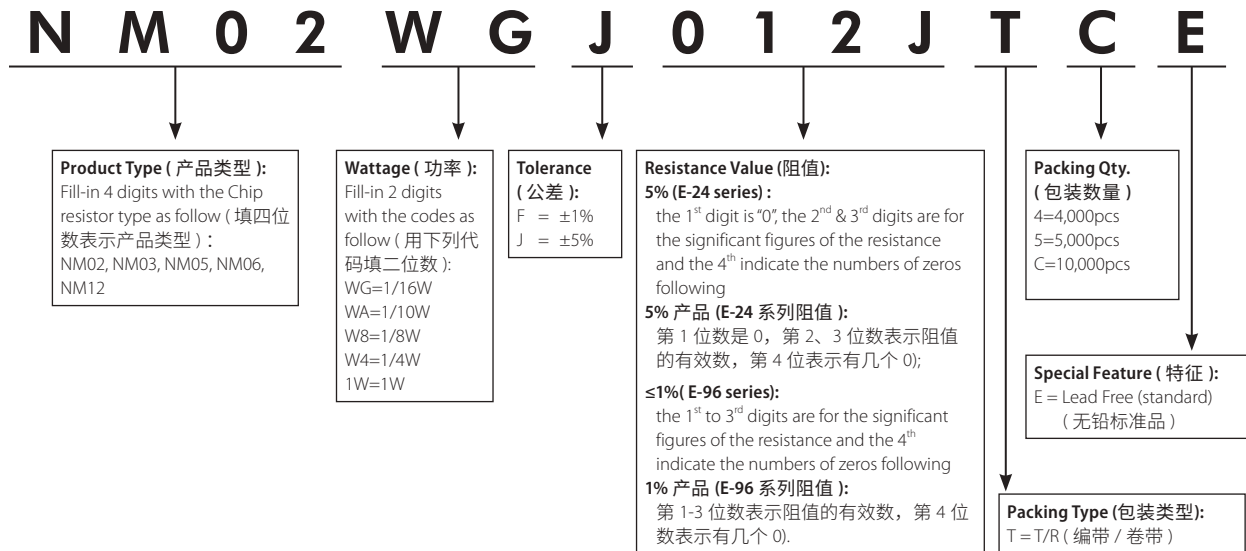 N M 0 2 W G J 0 1 2 J T C E
Product Type ( 产品类型 ):
Fill-in 4 digits with the Chip
resistor type as follow ( 填四位
数表示产品类型 ) :
NM02, NM03, NM05, NM06,
NM12
Wattage ( 功率 ):
Fill-in 2 digits
with the codes as
follow ( 用下列代
码填二位数 ):
WG=1/16W
WA=1/10W
W8=1/8W
W4=1/4W
1W=1W
Tolerance
( 公差 ):
F = ±1%
J = ±5%
Resistance Value (阻值):
5% (E-24 series) :
the 1st digit is "0", the 2nd & 3rd digits are for
the significant figures of the resistance
and the 4th indicate the numbers of zeros
following
5% 产品 (E-24 系列阻值 ):
第 1 位数是 0，第 2、3 位数表示阻值
的有效数，第 4 位表示有几个 0);
≤1%( E-96 series):
the 1st to 3rd digits are for the significant
figures of the resistance and the 4th
indicate the numbers of zeros following
1% 产品 (E-96 系列阻值 ):
第 1-3 位数表示阻值的有效数，第 4 位
数表示有几个 0).
Packing Qty.
( 包装数量 )
4=4,000pcs
5=5,000pcs
C=10,000pcs
Special Feature ( 特征 ):
E = Lead Free (standard)
( 无铅标准品 )
Packing Type (包装类型):
T = T/R ( 编带 / 卷带 )